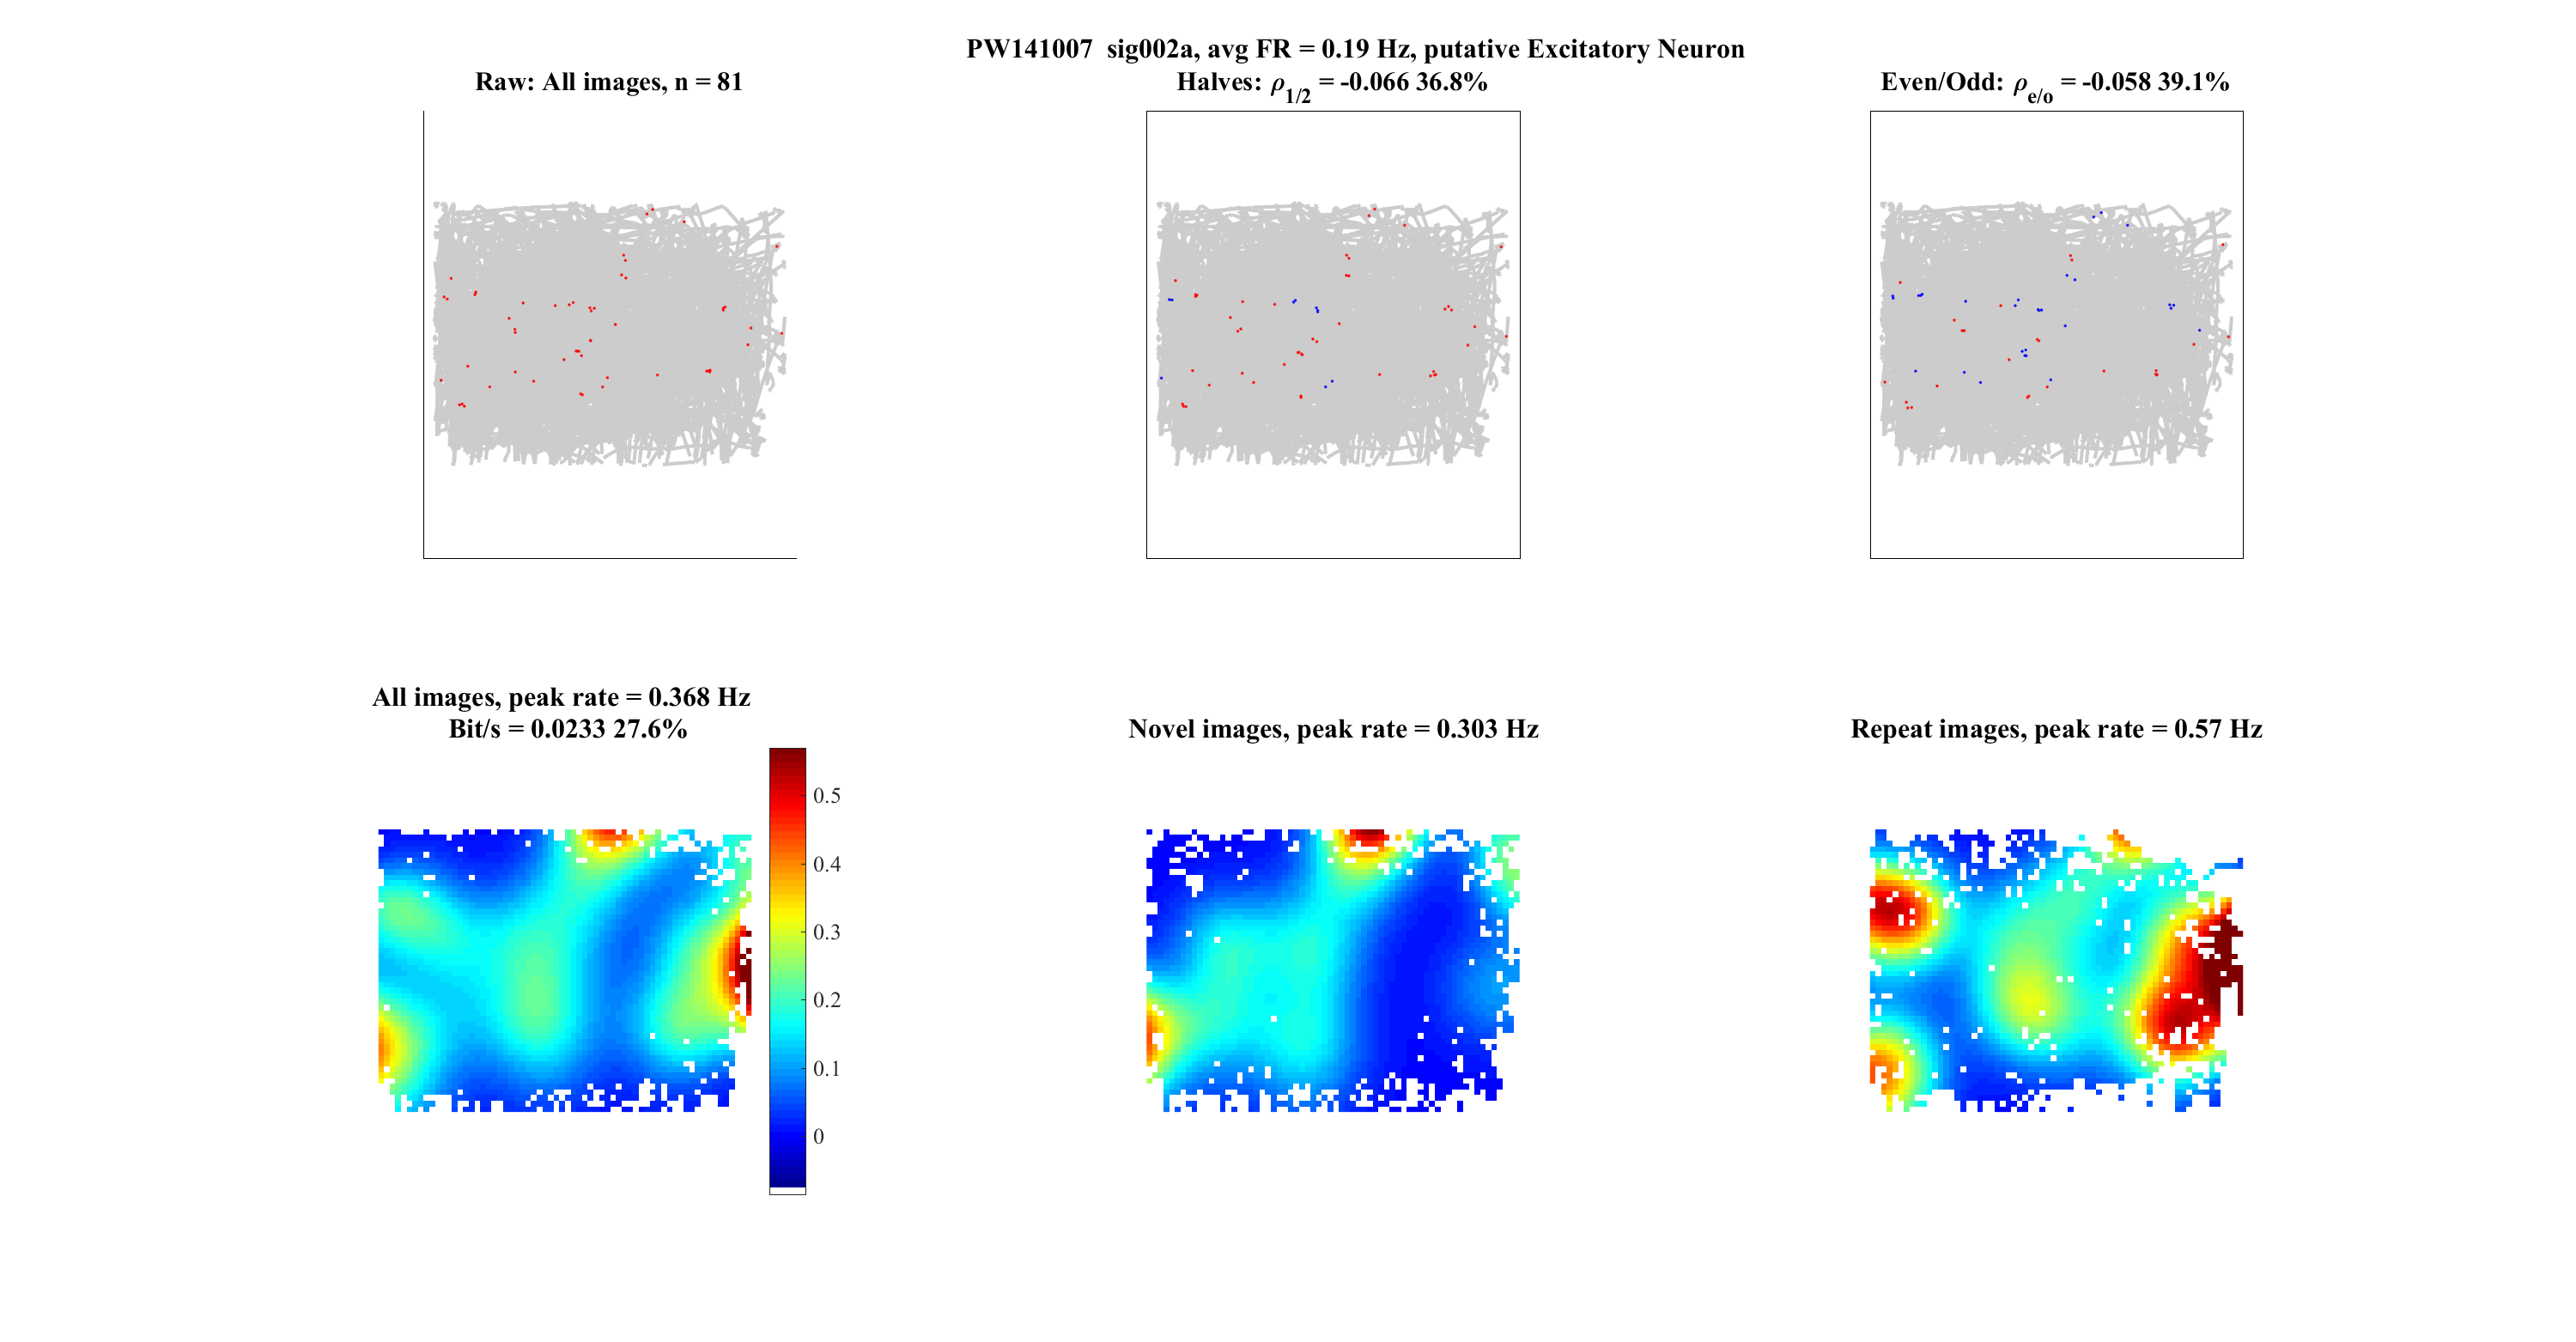 PW141007  sig002a, avg FR = 0.19 Hz, putative Excitatory Neuron
Raw: All images, n = 81
Halves: ρ1/2 = -0.066 36.8%
Even/Odd: ρe/o = -0.058 39.1%
All images, peak rate = 0.368 Hz
Bit/s = 0.0233 27.6%
Novel images, peak rate = 0.303 Hz
Repeat images, peak rate = 0.57 Hz
0.5
0.4
0.3
0.2
0.1
0